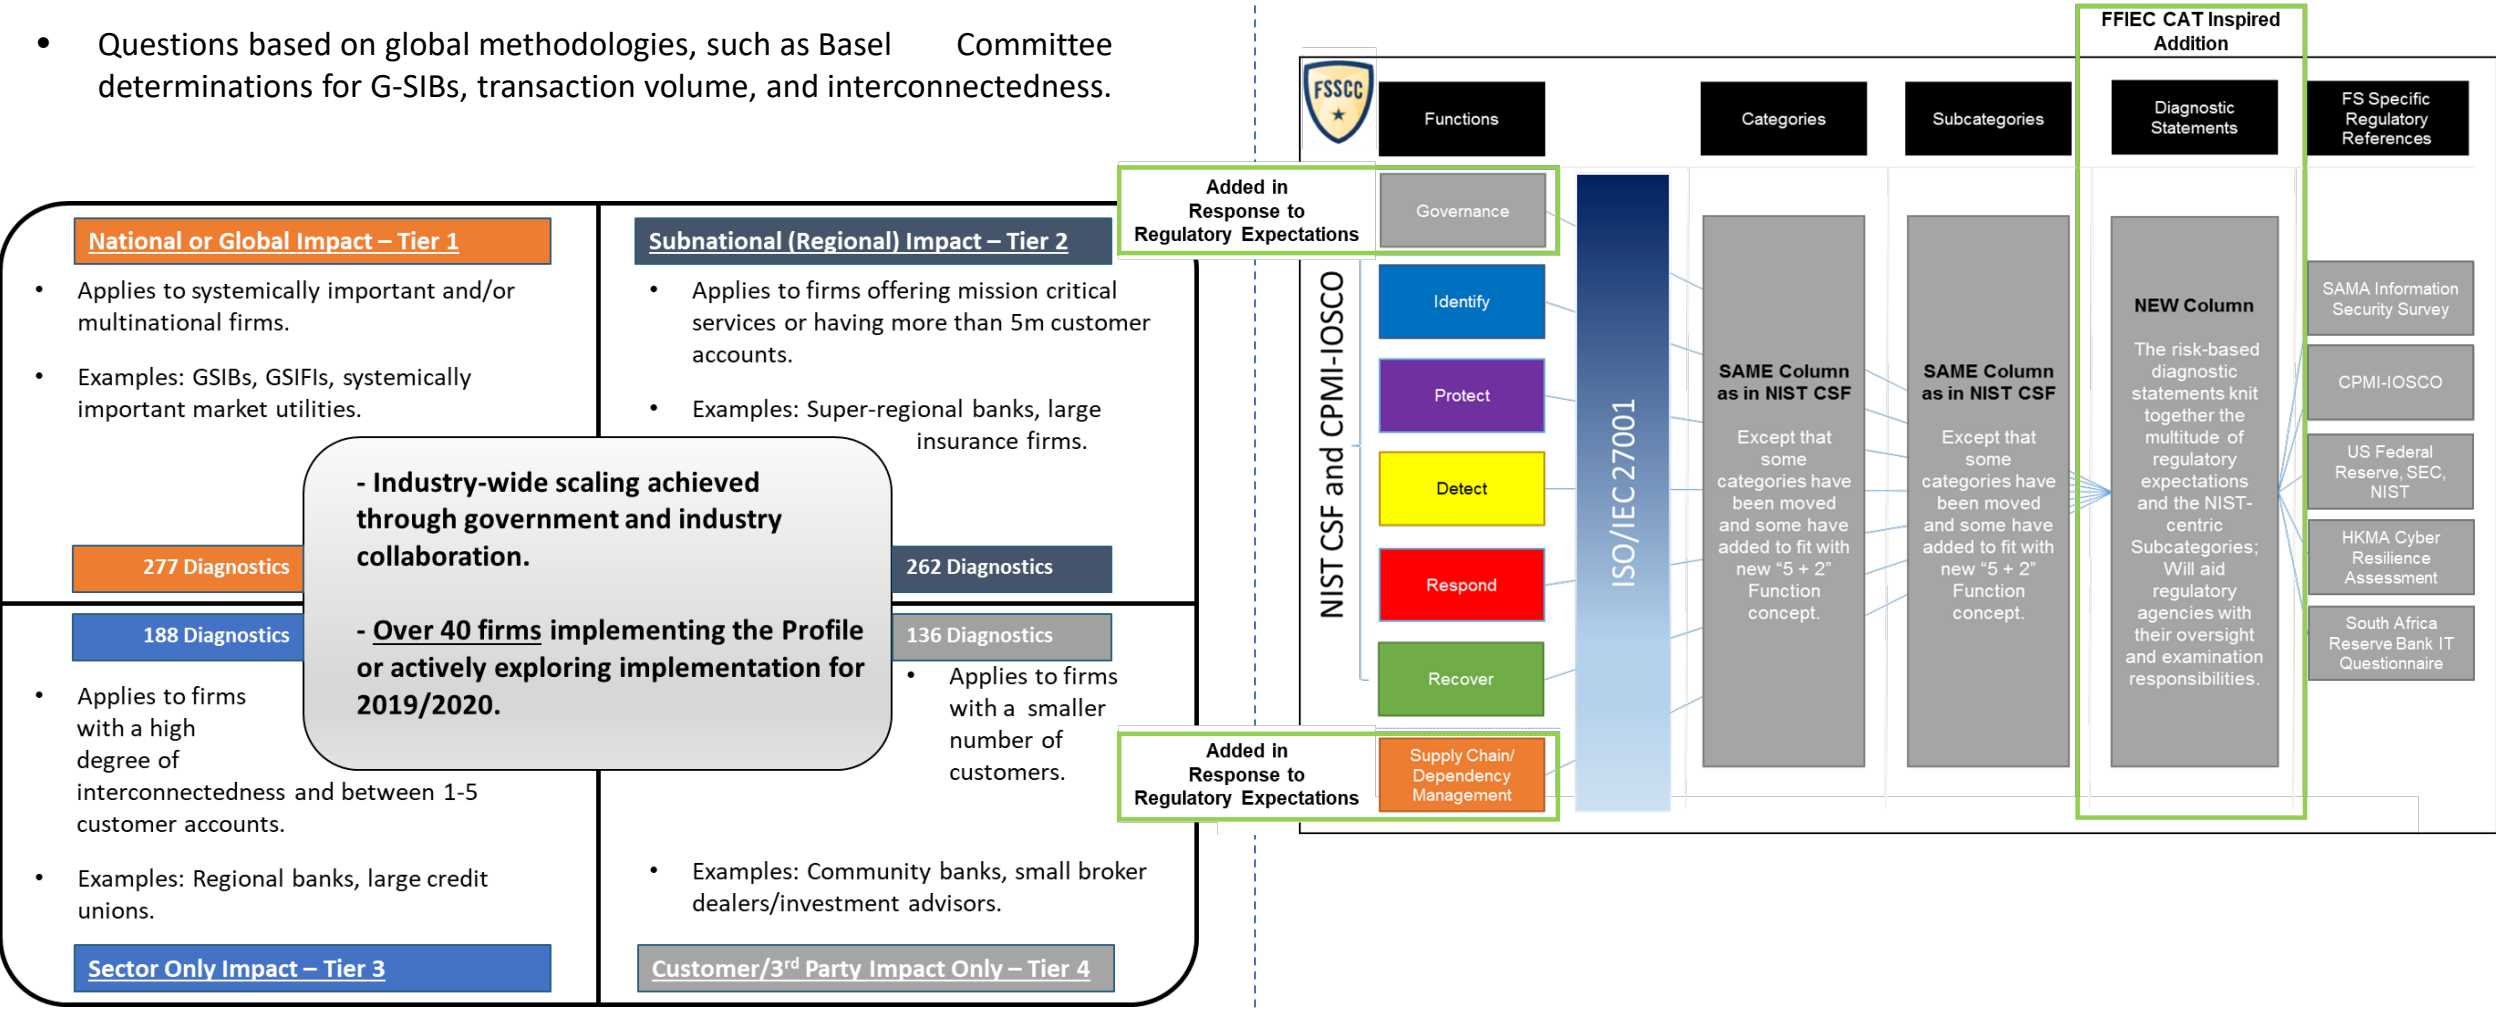 • Questions based on global methodologies, such as Basel Committee
determinations for G-SIBs, transaction volume, and interconnectedness.
National or Global Impact – Tier 1
• Applies to systemically important and/or
multinational firms.
• Examples: GSIBs, GSIFIs, systemically
important market utilities.
277 Diagnostics
Subnational (Regional) Impact – Tier 2
• Applies to firms offering mission critical
services or having more than 5m customer
accounts.
• Examples: Super-regional banks, large
insurance firms.
262 Diagnostics
- Industry-wide scaling achieved
through government and industry
collaboration.
- Over 40 firms implementing the Profile
or actively exploring implementation for
2019/2020.
188 Diagnostics
• Applies to firms
with a high
degree of
interconnectedness and between 1-5
customer accounts.
• Examples: Regional banks, large credit
unions.
Sector Only Impact – Tier 3
136 Diagnostics
• Applies to firms
with a smaller
number of
customers.
• Examples: Community banks, small broker
dealers/investment advisors.
Customer/3rd Party Impact Only – Tier 4
FFIEC CAT Inspired
Addition
FSSCC
Functions
Categories
Subcategories
Diagnostic
Statements
FS Specific
Regulatory
References
Added in
Response to
Regulatory Expectations
Governance
NIST CSF and CPMI-IOSCO
Identify
Protect
Detect
Respond
Recover
Added in
Response to
Regulatory Expectations
Supply Chain/
Dependency
Management
ISO/IEC 27001
SAME Column
as in NIST CSF
Except that
some
categories have
been moved
and some have
added to fit with
new “5 + 2”
Function
concept.
SAME Column
as in NIST CSF
Except that
some
categories have
been moved
and some have
added to fit with
new “5 + 2”
Function
concept.
NEW Column
The risk-based
diagnostic
statements knit
together the
multitude of
regulatory
expectations
and the NIST-
centric
Subcategories;
Will aid
regulatory
agencies with
their oversight
and examination
responsibilities.
SAMA Information
Security Survey
CPMI-IOSCO
US Federal
Reserve, SEC,
NIST
HKMA Cyber
Resilience
Assessment
South Africa
Reserve Bank IT
Questionnaire